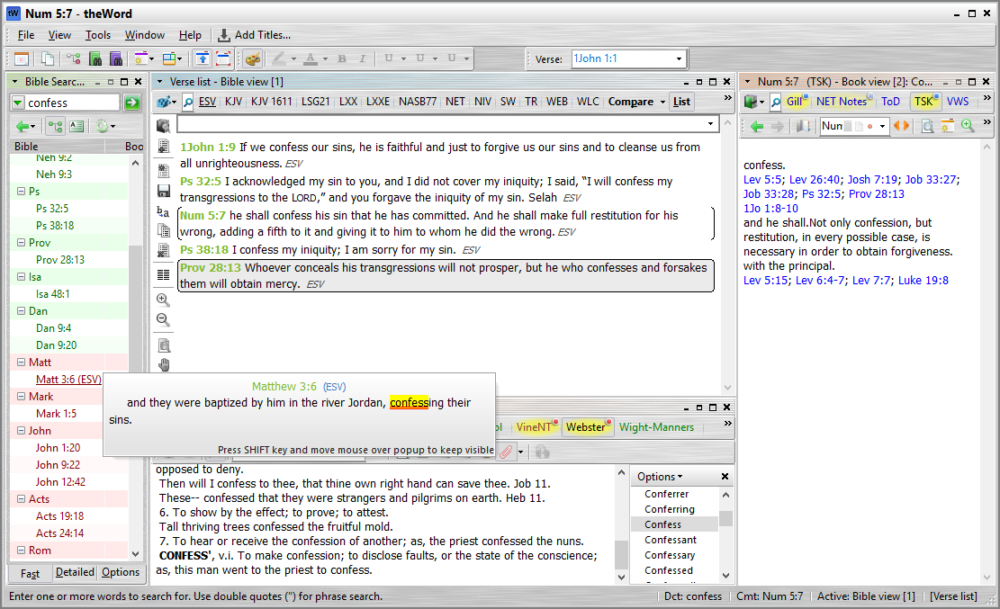 Num 5:7 - theWord
File View Tools Window Help Add Titles...
Verse: 1John 1:1
Bible Searc...
confess
Bible Boo
Neh 9:2
Neh 9:3
Ps
Ps 32:5
Ps 38:18
Prov
Prov 28:13
Isa
Isa 48:1
Dan
Dan 9:4
Dan 9:20
Matt
Matt 3:6 (ESV)
Mark
Mark 1:5
John
John 1:20
John 9:22
John 12:42
Acts
Acts 19:18
Acts 24:14
Rom
Fast Detailed Options
Verse list - Bible view [1]
ESV KJV KJV 1611 LSG21 LXX LXXE NASB77 NET NIV SW TR WEB WLC Compare List
1John 1:9 If we confess our sins, he is faithful and just to forgive us our sins and to cleanse us from
all unrighteousness. ESV
Ps 32:5 I acknowledged my sin to you, and I did not cover my iniquity; I said, “I will confess my
transgressions to the LORD,” and you forgave the iniquity of my sin. Selah ESV
Num 5:7 he shall confess his sin that he has committed. And he shall make full restitution for his
wrong, adding a fifth to it and giving it to him to whom he did the wrong. ESV
Ps 38:18 I confess my iniquity; I am sorry for my sin. ESV
Prov 28:13 Whoever conceals his transgressions will not prosper, but he who confesses and forsakes
them will obtain mercy. ESV
Matthew 3:6 (ESV)
and they were baptized by him in the river Jordan, confessing their
sins.
Press SHIFT key and move mouse over popup to keep visible
VineNT Webster Wight-Manners
opposed to deny.
Then will I confess to thee, that thine own right hand can save thee. Job 11.
These-- confessed that they were strangers and pilgrims on earth. Heb 11.
6. To show by the effect; to prove; to attest.
Tall thriving trees confessed the fruitful mold.
7. To hear or receive the confession of another; as, the priest confessed the nuns.
CONFESS', v.i. To make confession; to disclose faults, or the state of the conscience;
as, this man went to the priest to confess.
Options
Conferrer
Conferring
Confess
Confessant
Confessary
Confessed
Num 5:7 (TSK) - Book view [2]: Co...
Gill NET Notes ToD TSK VWS
Num
confess.
Lev 5:5; Lev 26:40; Josh 7:19; Job 33:27;
Job 33:28; Ps 32:5; Prov 28:13
1Jo 1:8-10
and he shall.Not only confession, but
restitution, in every possible case, is
necessary in order to obtain forgiveness.
with the principal.
Lev 5:15; Lev 6:4-7; Lev 7:7; Luke 19:8
Enter one or more words to search for. Use double quotes (") for phrase search.
Dct: confess Cmt: Num 5:7 Active: Bible view [1] [Verse list]